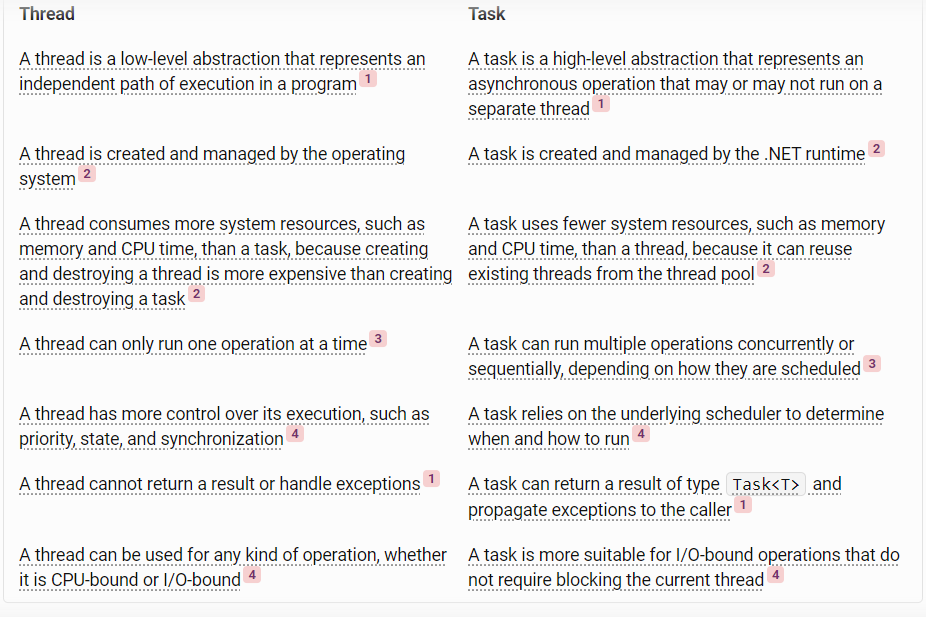 Thread Task
A thread is a low-level abstraction that represents an
independent path of execution in a program 1
A task is a high-level abstraction that represents an
asynchronous operation that may or may not run on a
separate thread 1
A thread is created and managed by the operating
system 2
A task is created and managed by the .NET runtime 2
A thread consumes more system resources, such as
memory and CPU time, than a task, because creating
and destroying a thread is more expensive than creating
and destroying a task 2
A task uses fewer system resources, such as memory
and CPU time, than a thread, because it can reuse
existing threads from the thread pool 2
A thread can only run one operation at a time 3
A task can run multiple operations concurrently or
sequentially, depending on how they are scheduled 3
A thread has more control over its execution, such as
priority, state, and synchronization 4
A task relies on the underlying scheduler to determine
when and how to run 4
A thread cannot return a result or handle exceptions 1
A task can return a result of type Task<T> and
propagate exceptions to the caller 1
A thread can be used for any kind of operation, whether
it is CPU-bound or I/O-bound 4
A task is more suitable for I/O-bound operations that do
not require blocking the current thread 4